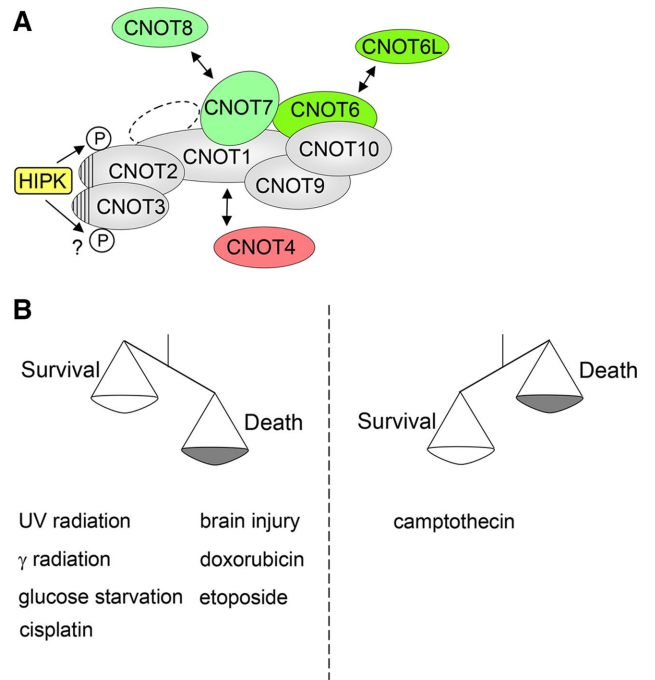 A
CNOT8
CNOT6L
CNOT7
CNOT6
P
CNOT1
CNOT10
HIPK
CNOT2
CNOT9
CNOT3
? P
CNOT4
B
Survival
Death
Death
Survival
UV radiation brain injury
γ radiation doxorubicin
glucose starvation etoposide
cisplatin
camptothecin